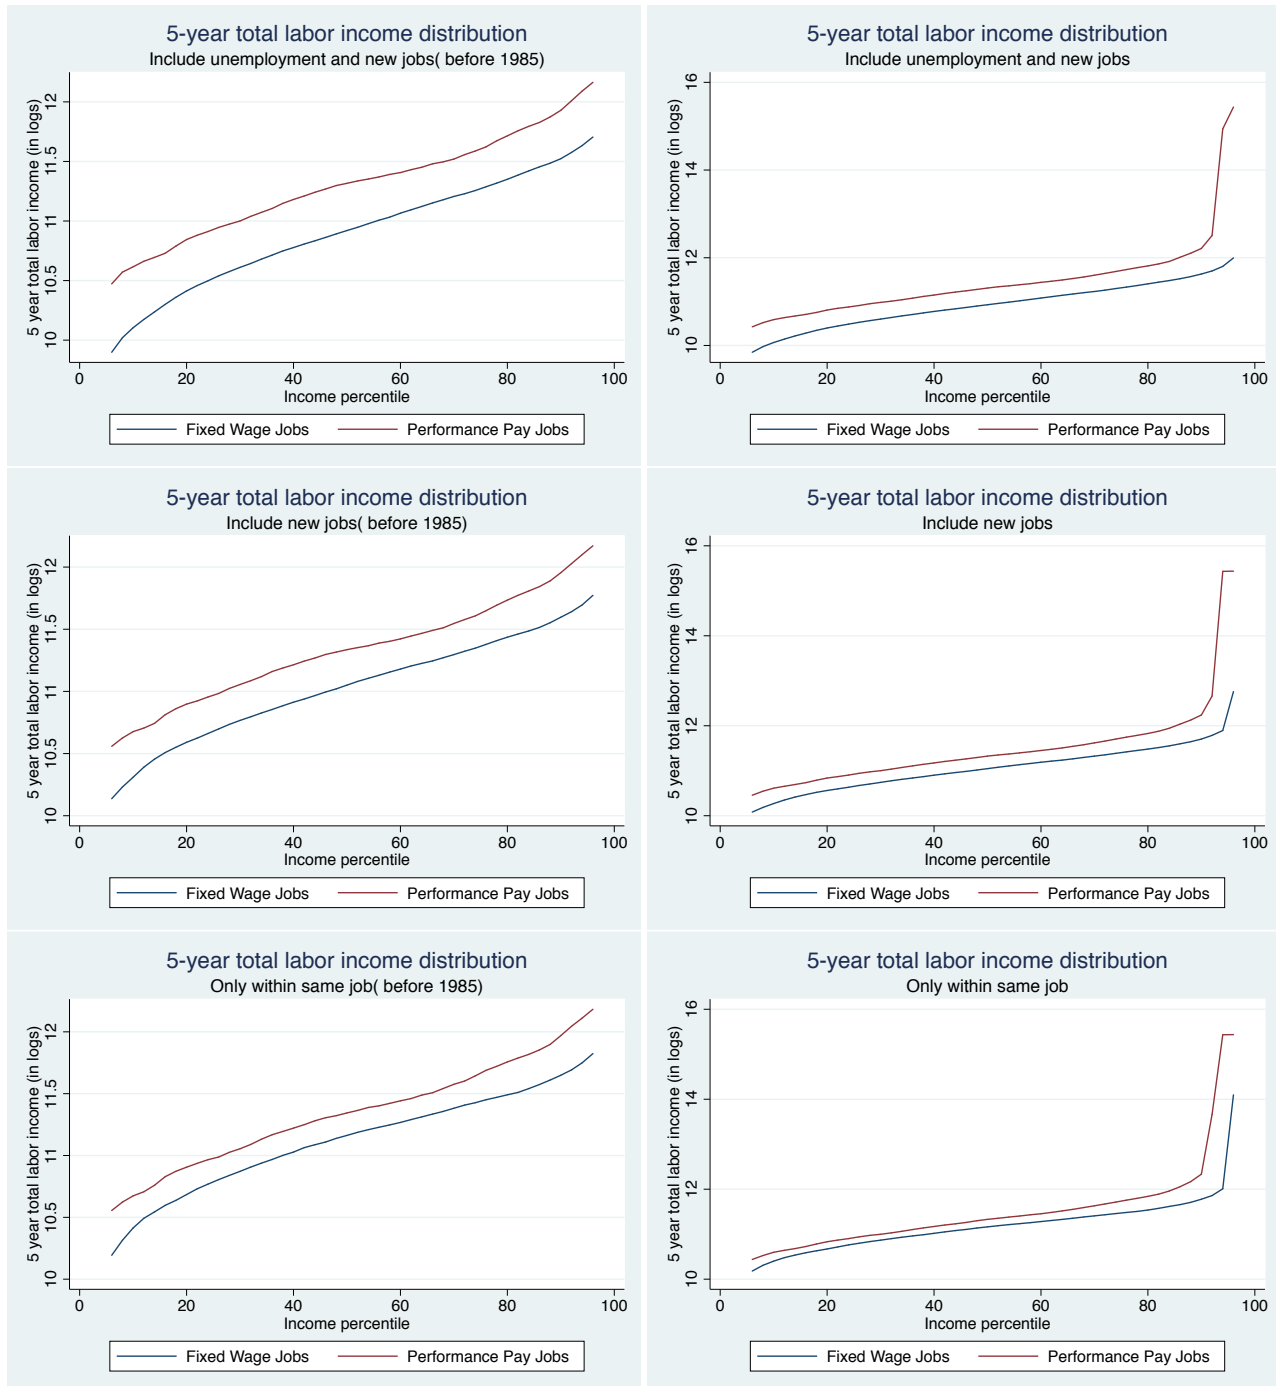 5-year total labor income distribution
Include unemployment and new jobs( before 1985)
5 year total labor income (in logs)
12
11.5
11
10.5
10
0 20 40 60 80 100
Income percentile
Fixed Wage Jobs Performance Pay Jobs
5-year total labor income distribution
Include unemployment and new jobs
5 year total labor income (in logs)
16
14
12
10
0 20 40 60 80 100
Income percentile
Fixed Wage Jobs Performance Pay Jobs
5-year total labor income distribution
Include new jobs( before 1985)
5 year total labor income (in logs)
12
11.5
11
10.5
10
0 20 40 60 80 100
Income percentile
Fixed Wage Jobs Performance Pay Jobs
5-year total labor income distribution
Include new jobs
5 year total labor income (in logs)
16
14
12
10
0 20 40 60 80 100
Income percentile
Fixed Wage Jobs Performance Pay Jobs
5-year total labor income distribution
Only within same job( before 1985)
5 year total labor income (in logs)
12
11.5
11
10.5
10
0 20 40 60 80 100
Income percentile
Fixed Wage Jobs Performance Pay Jobs
5-year total labor income distribution
Only within same job
5 year total labor income (in logs)
16
14
12
10
0 20 40 60 80 100
Income percentile
Fixed Wage Jobs Performance Pay Jobs